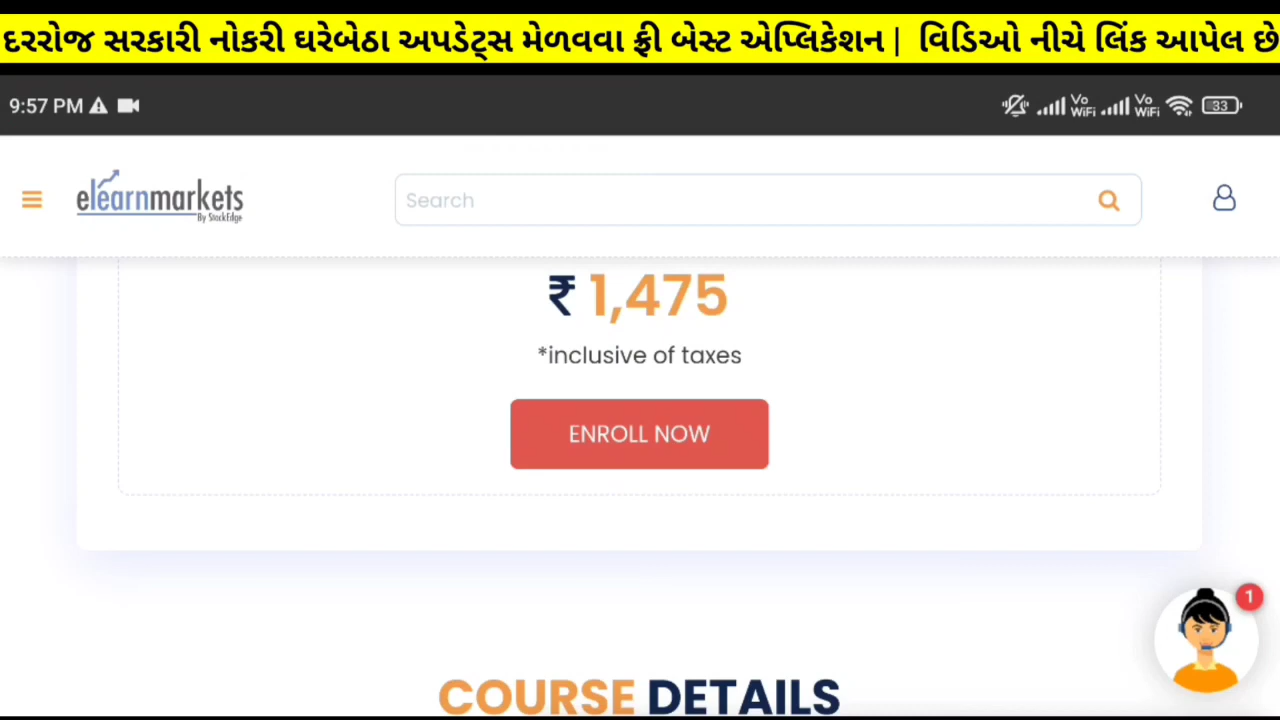 દરરોજ સરકારી નોકરી ઘરેબેઠા અપડેટ્સ મેળવવા ફ્રી બેસ્ટ એપ્લિકેશન | વિડિઓ નીચે લિંક આપેલ છે
9:57 PM Vo WiFi Vo WiFi 33
elearnmarkets
By StockEdge
Search
₹ 1,475
*inclusive of taxes
ENROLL NOW
1
COURSE DETAILS